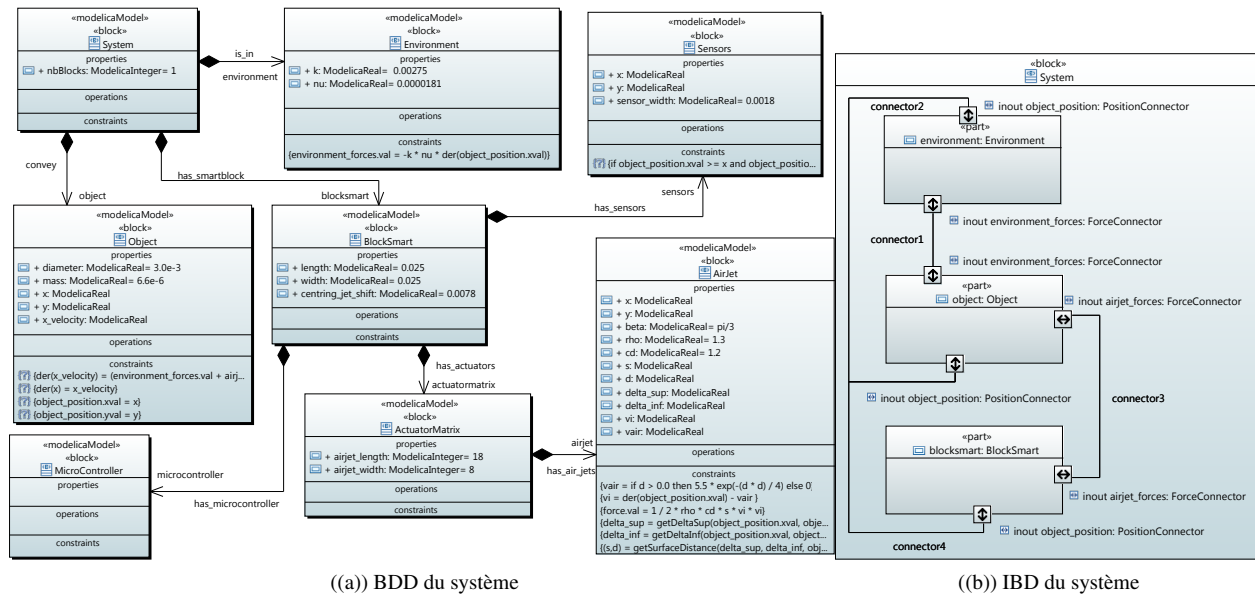 «modelicaModel»
«block»
System
properties
+ nbBlocks: ModelicaInteger= 1
operations
constraints
is_in
environment
«modelicaModel»
«block»
Environment
properties
+ k: ModelicaReal= 0.00275
+ nu: ModelicaReal= 0.0000181
operations
constraints
{environment_forces.val = -k * nu * der(object_position.xval)}
«modelicaModel»
«block»
Sensors
properties
+ x: ModelicaReal
+ y: ModelicaReal
+ sensor_width: ModelicaReal= 0.0018
operations
constraints
{if object_position.xval >= x and object_positio...
convey
object
has_smartblock
blocksmart
sensors
has_sensors
«modelicaModel»
«block»
Object
properties
+ diameter: ModelicaReal= 3.0e-3
+ mass: ModelicaReal= 6.6e-6
+ x: ModelicaReal
+ y: ModelicaReal
+ x_velocity: ModelicaReal
operations
constraints
{der(x_velocity) = (environment_forces.val + airj...
{der(x) = x_velocity}
{object_position.xval = x}
{object_position.yval = y}
«modelicaModel»
«block»
BlockSmart
properties
+ length: ModelicaReal= 0.025
+ width: ModelicaReal= 0.025
+ centring_jet_shift: ModelicaReal= 0.0078
operations
constraints
has_actuators
actuatormatrix
«modelicaModel»
«block»
AirJet
properties
+ x: ModelicaReal
+ y: ModelicaReal
+ beta: ModelicaReal= pi/3
+ rho: ModelicaReal= 1.3
+ cd: ModelicaReal= 1.2
+ s: ModelicaReal
+ d: ModelicaReal
+ delta_sup: ModelicaReal
+ delta_inf: ModelicaReal
+ vi: ModelicaReal
+ vair: ModelicaReal
operations
constraints
{vair = if d > 0.0 then 5.5 * exp(-(d * d) / 4) else 0}
{vi = der(object_position.xval) - vair }
{force.val = 1 / 2 * rho * cd * s * vi * vi}
{delta_sup = getDeltaSup(object_position.xval, obje...
{delta_inf = getDeltaInf(object_position.xval, object...
{(s,d) = getSurfaceDistance(delta_sup, delta_inf, obj...
«modelicaModel»
«block»
MicroController
properties
operations
constraints
microcontroller
has_microcontroller
«modelicaModel»
«block»
ActuatorMatrix
properties
+ airjet_length: ModelicaInteger= 18
+ airjet_width: ModelicaInteger= 8
operations
constraints
airjet
has_air_jets
((a)) BDD du système
«block»
System
connector2
inout object_position: PositionConnector
«part»
environment: Environment
inout environment_forces: ForceConnector
connector1
inout environment_forces: ForceConnector
«part»
object: Object
inout airjet_forces: ForceConnector
inout object_position: PositionConnector
connector3
«part»
blocksmart: BlockSmart
inout airjet_forces: ForceConnector
inout object_position: PositionConnector
connector4
((b)) IBD du système